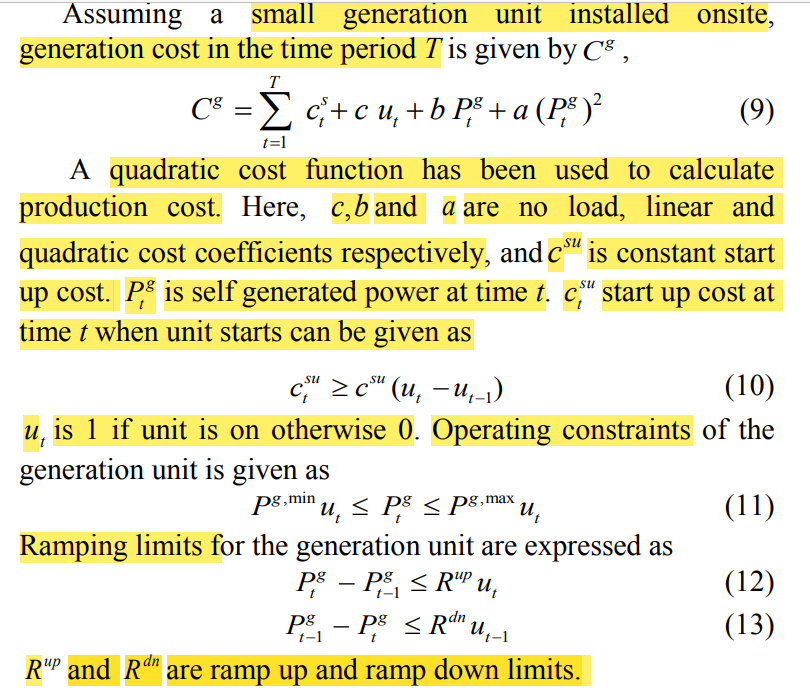 Assuming a small generation unit installed onsite,
generation cost in the time period T is given by C^g ,
C^g = \sum_{t=1}^{T} c_t^s + c u_t + b P_t^g + a (P_t^g)^2 (9)
A quadratic cost function has been used to calculate
production cost. Here, c,b and a are no load, linear and
quadratic cost coefficients respectively, and c^{su} is constant start
up cost. P_t^g is self generated power at time t. c_t^{su} start up cost at
time t when unit starts can be given as
c_t^{su} ≥ c^{su} (u_t − u_{t−1}) (10)
u_t is 1 if unit is on otherwise 0. Operating constraints of the
generation unit is given as
P^{g,min} u_t ≤ P_t^g ≤ P^{g,max} u_t (11)
Ramping limits for the generation unit are expressed as
P_t^g − P_{t−1}^g ≤ R^{up} u_t (12)
P_{t−1}^g − P_t^g ≤ R^{dn} u_{t−1} (13)
R^{up} and R^{dn} are ramp up and ramp down limits.